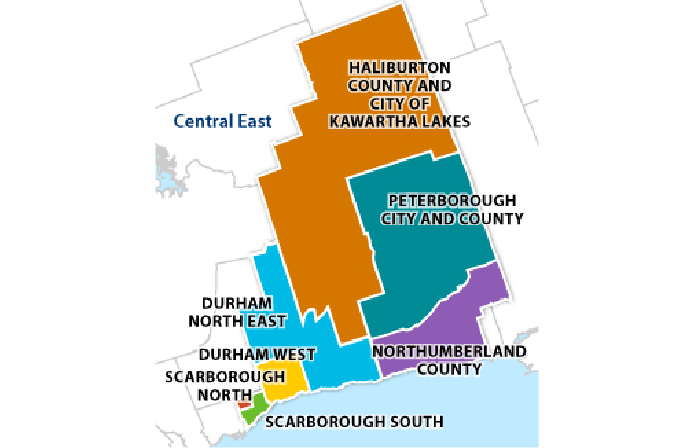 HALIBURTON
COUNTY AND
CITY OF
KAWARTHA LAKES
Central East
PETERBOROUGH
CITY AND COUNTY
DURHAM
NORTH EAST
DURHAM WEST
NORTHUMBERLAND
COUNTY
SCARBOROUGH
NORTH
SCARBOROUGH SOUTH